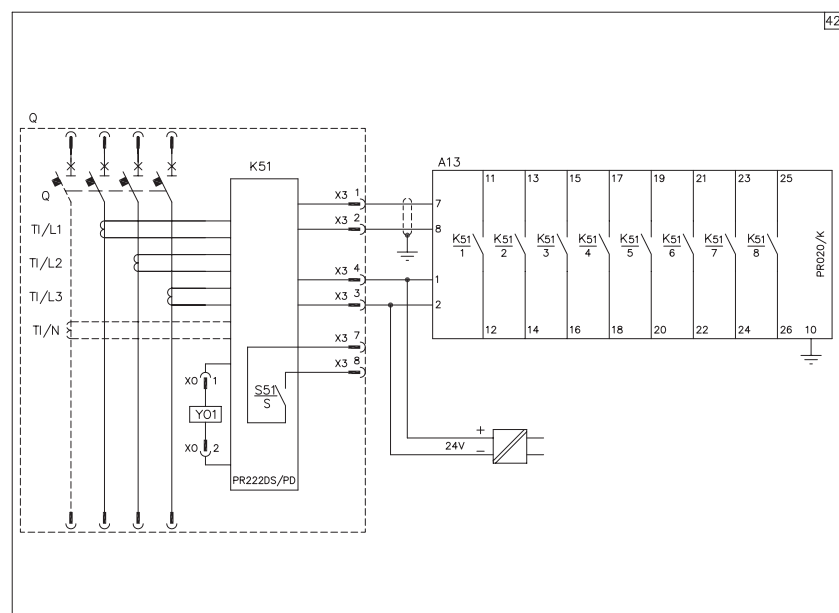 42
Q
K51
A13
11 13 15 17 19 21 23 25
X3 1
7
Q
X3 2
8
TI/L1
K51 K51 K51 K51 K51 K51 K51 K51
1 2 3 4 5 6 7 8
PR020/K
TI/L2
X3 4
1
TI/L3
X3 3
2
TI/N
12 14 16 18 20 22 24 26 10
X3 7
X3 8
X0 1
S51
S
Y01
+
24V
−
X0 2
PR222DS/PD